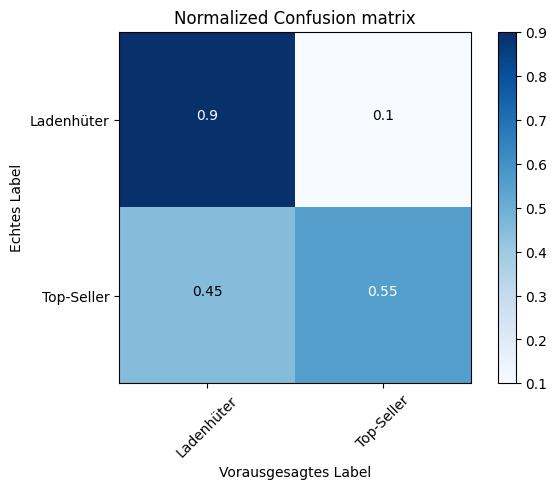 Normalized Confusion matrix
Echtes Label
Ladenhüter
0.9
0.1
Top-Seller
0.45
0.55
Ladenhüter
Top-Seller
Vorausgesagtes Label
0.9
0.8
0.7
0.6
0.5
0.4
0.3
0.2
0.1